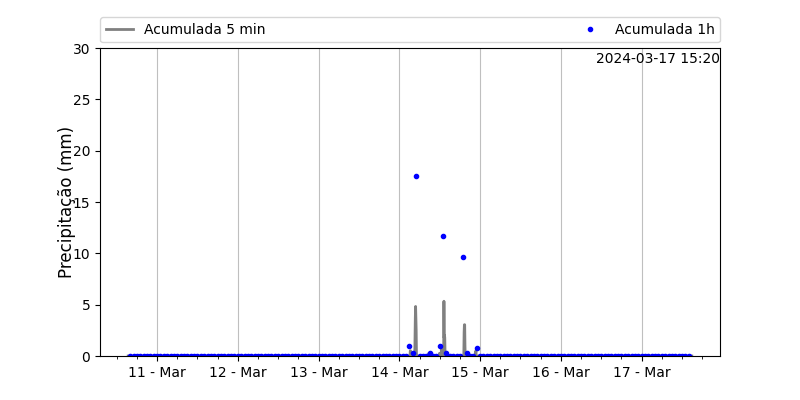 Acumulada 5 min
Acumulada 1h
2024-03-17 15:20
Precipitação (mm)
30
25
20
15
10
5
0
11 - Mar
12 - Mar
13 - Mar
14 - Mar
15 - Mar
16 - Mar
17 - Mar